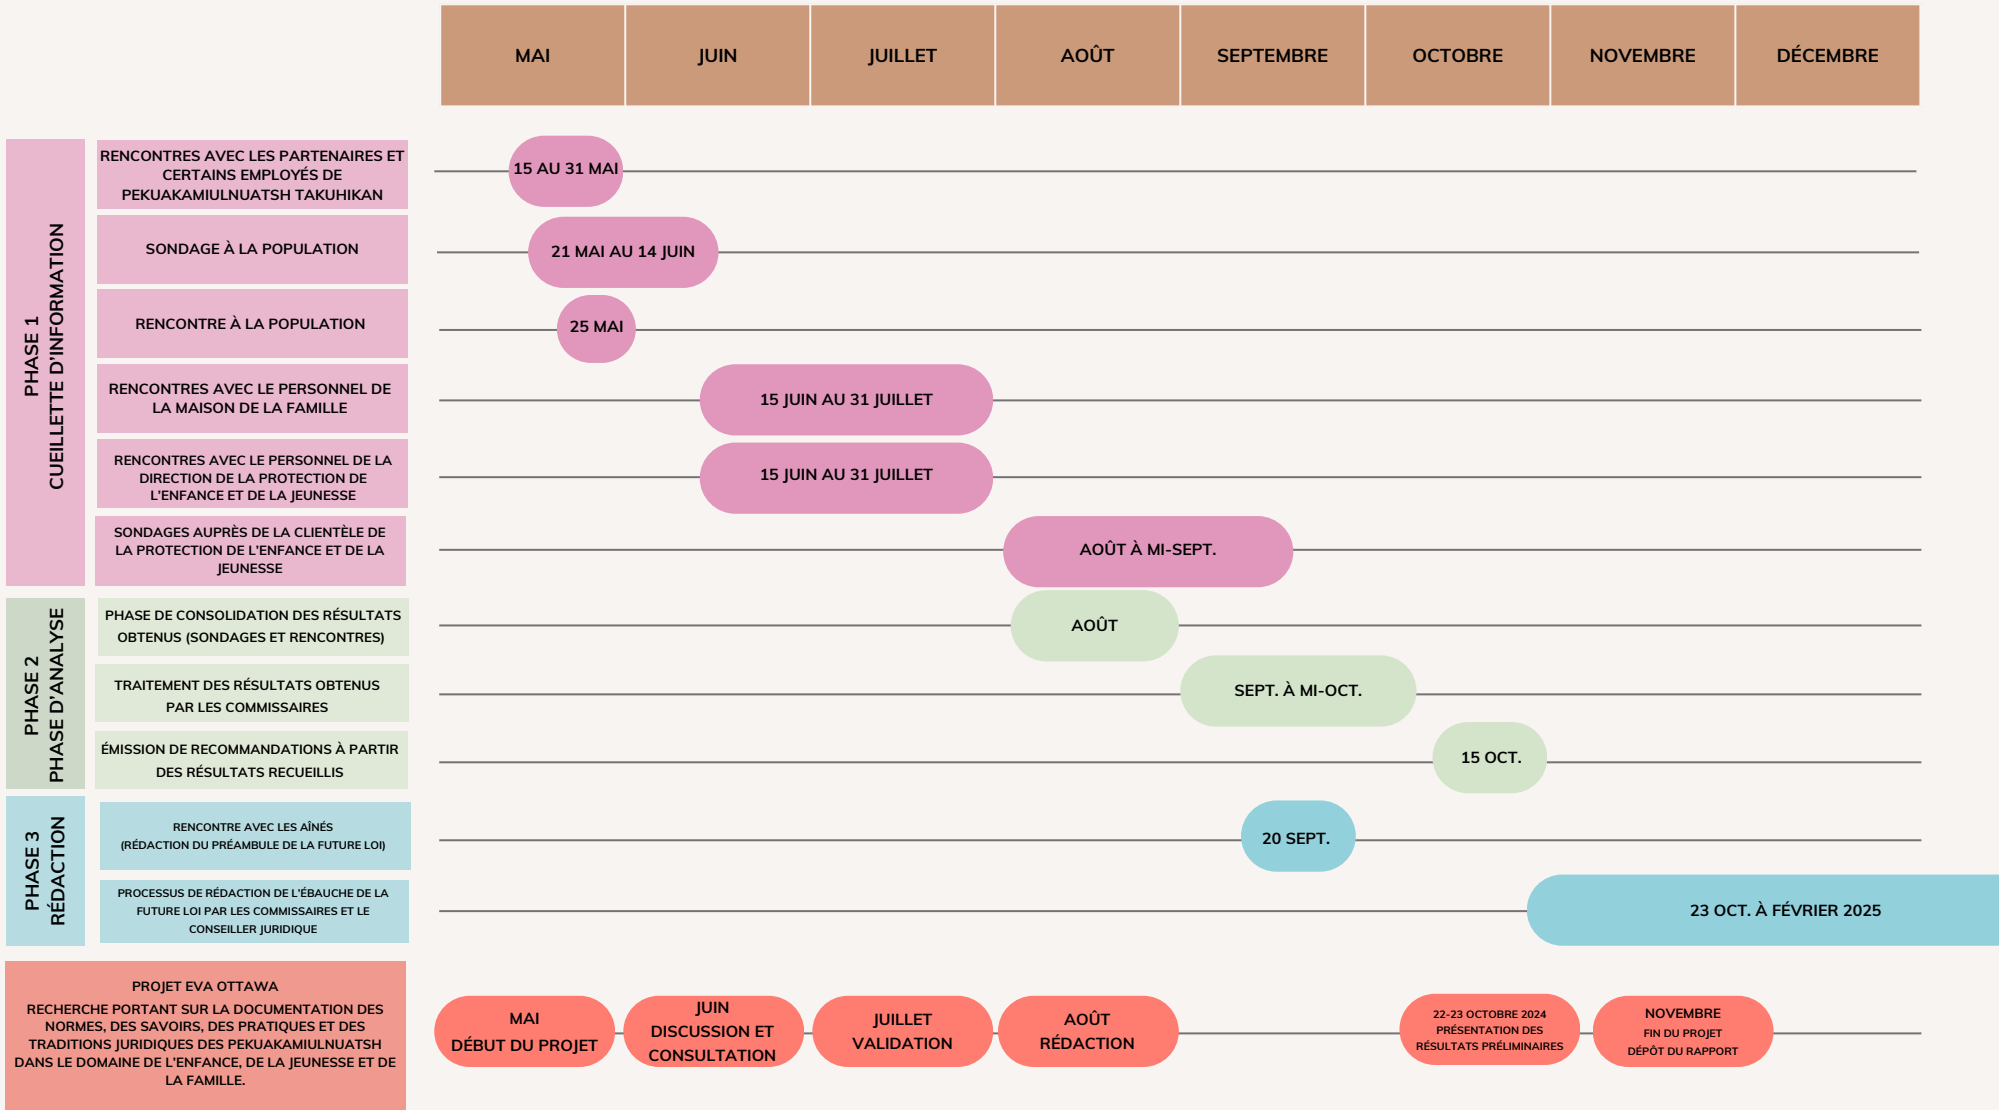 MAI
JUIN
JUILLET
AOÛT
SEPTEMBRE
OCTOBRE
NOVEMBRE
DÉCEMBRE
PHASE 1
CUEILLETTE D'INFORMATION
RENCONTRES AVEC LES PARTENAIRES ET
CERTAINS EMPLOYÉS DE
PEKUAKAMIULNUATSH TAKUHIKAN
15 AU 31 MAI
SONDAGE À LA POPULATION
21 MAI AU 14 JUIN
RENCONTRE À LA POPULATION
25 MAI
RENCONTRES AVEC LE PERSONNEL DE
LA MAISON DE LA FAMILLE
15 JUIN AU 31 JUILLET
RENCONTRES AVEC LE PERSONNEL DE LA
DIRECTION DE LA PROTECTION DE
L'ENFANCE ET DE LA JEUNESSE
15 JUIN AU 31 JUILLET
SONDAGES AUPRÈS DE LA CLIENTÈLE DE
LA PROTECTION DE L'ENFANCE ET DE LA
JEUNESSE
AOÛT À MI-SEPT.
PHASE 2
PHASE D'ANALYSE
PHASE DE CONSOLIDATION DES RÉSULTATS
OBTENUS (SONDAGES ET RENCONTRES)
AOÛT
TRAITEMENT DES RÉSULTATS OBTENUS
PAR LES COMMISSAIRES
SEPT. À MI-OCT.
ÉMISSION DE RECOMMANDATIONS À PARTIR
DES RÉSULTATS RECUEILLIS
15 OCT.
PHASE 3
RÉDACTION
RENCONTRE AVEC LES AÎNÉS
(RÉDACTION DU PRÉAMBULE DE LA FUTURE LOI)
20 SEPT.
PROCESSUS DE RÉDACTION DE L'ÉBAUCHE DE LA
FUTURE LOI PAR LES COMMISSAIRES ET LE
CONSEILLER JURIDIQUE
23 OCT. À FÉVRIER 2025
PROJET EVA OTTAWA
RECHERCHE PORTANT SUR LA DOCUMENTATION DES
NORMES, DES SAVOIRS, DES PRATIQUES ET DES
TRADITIONS JURIDIQUES DES PEKUAKAMIULNUATSH
DANS LE DOMAINE DE L'ENFANCE, DE LA JEUNESSE ET DE
LA FAMILLE.
MAI
DÉBUT DU PROJET
JUIN
DISCUSSION ET
CONSULTATION
JUILLET
VALIDATION
AOÛT
RÉDACTION
22-23 OCTOBRE 2024
PRÉSENTATION DES
RÉSULTATS PRÉLIMINAIRES
NOVEMBRE
FIN DU PROJET
DÉPÔT DU RAPPORT